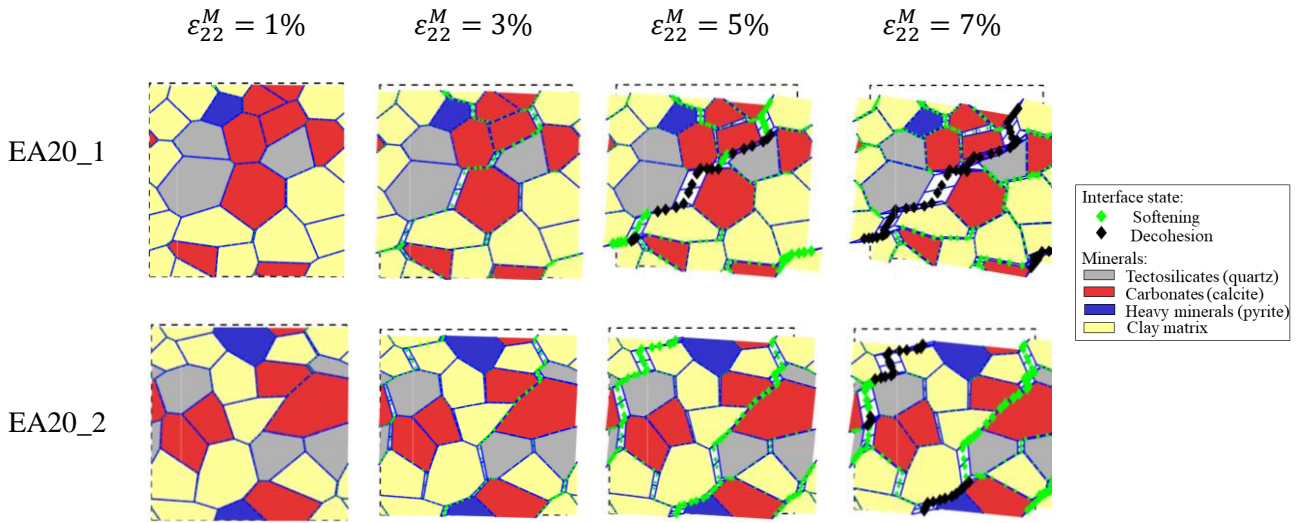 ε₂₂ᴹ = 1% ε₂₂ᴹ = 3% ε₂₂ᴹ = 5% ε₂₂ᴹ = 7%
EA20_1
Interface state:
Softening
Decohesion
Minerals:
Tectosilicates (quartz)
Carbonates (calcite)
Heavy minerals (pyrite)
Clay matrix
EA20_2